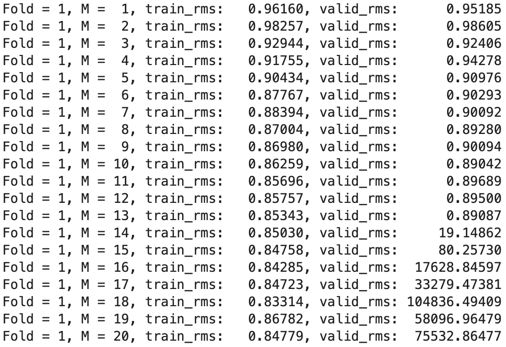 Fold = 1, M =  1, train_rms:   0.96160, valid_rms:      0.95185
Fold = 1, M =  2, train_rms:   0.98257, valid_rms:      0.98605
Fold = 1, M =  3, train_rms:   0.92944, valid_rms:      0.92406
Fold = 1, M =  4, train_rms:   0.91755, valid_rms:      0.94278
Fold = 1, M =  5, train_rms:   0.90434, valid_rms:      0.90976
Fold = 1, M =  6, train_rms:   0.87767, valid_rms:      0.90293
Fold = 1, M =  7, train_rms:   0.88394, valid_rms:      0.90092
Fold = 1, M =  8, train_rms:   0.87004, valid_rms:      0.89280
Fold = 1, M =  9, train_rms:   0.86980, valid_rms:      0.90094
Fold = 1, M = 10, train_rms:   0.86259, valid_rms:      0.89042
Fold = 1, M = 11, train_rms:   0.85696, valid_rms:      0.89689
Fold = 1, M = 12, train_rms:   0.85757, valid_rms:      0.89500
Fold = 1, M = 13, train_rms:   0.85343, valid_rms:      0.89087
Fold = 1, M = 14, train_rms:   0.85030, valid_rms:     19.14862
Fold = 1, M = 15, train_rms:   0.84758, valid_rms:     80.25730
Fold = 1, M = 16, train_rms:   0.84285, valid_rms:  17628.84597
Fold = 1, M = 17, train_rms:   0.84723, valid_rms:  33279.47381
Fold = 1, M = 18, train_rms:   0.83314, valid_rms: 104836.49409
Fold = 1, M = 19, train_rms:   0.86782, valid_rms:  58096.96479
Fold = 1, M = 20, train_rms:   0.84779, valid_rms:  75532.86477